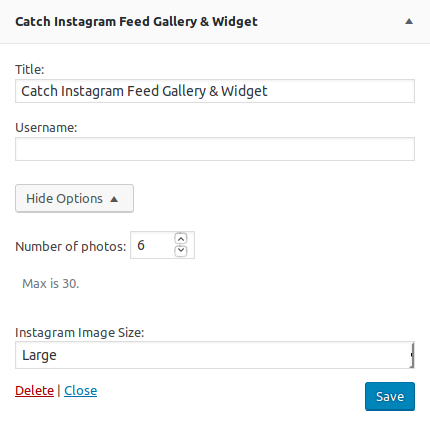 Catch Instagram Feed Gallery & Widget
Title:
Catch Instagram Feed Gallery & Widget
Username:
Hide Options
Number of photos: 6
Max is 30.
Instagram Image Size:
Large
Delete | Close Save